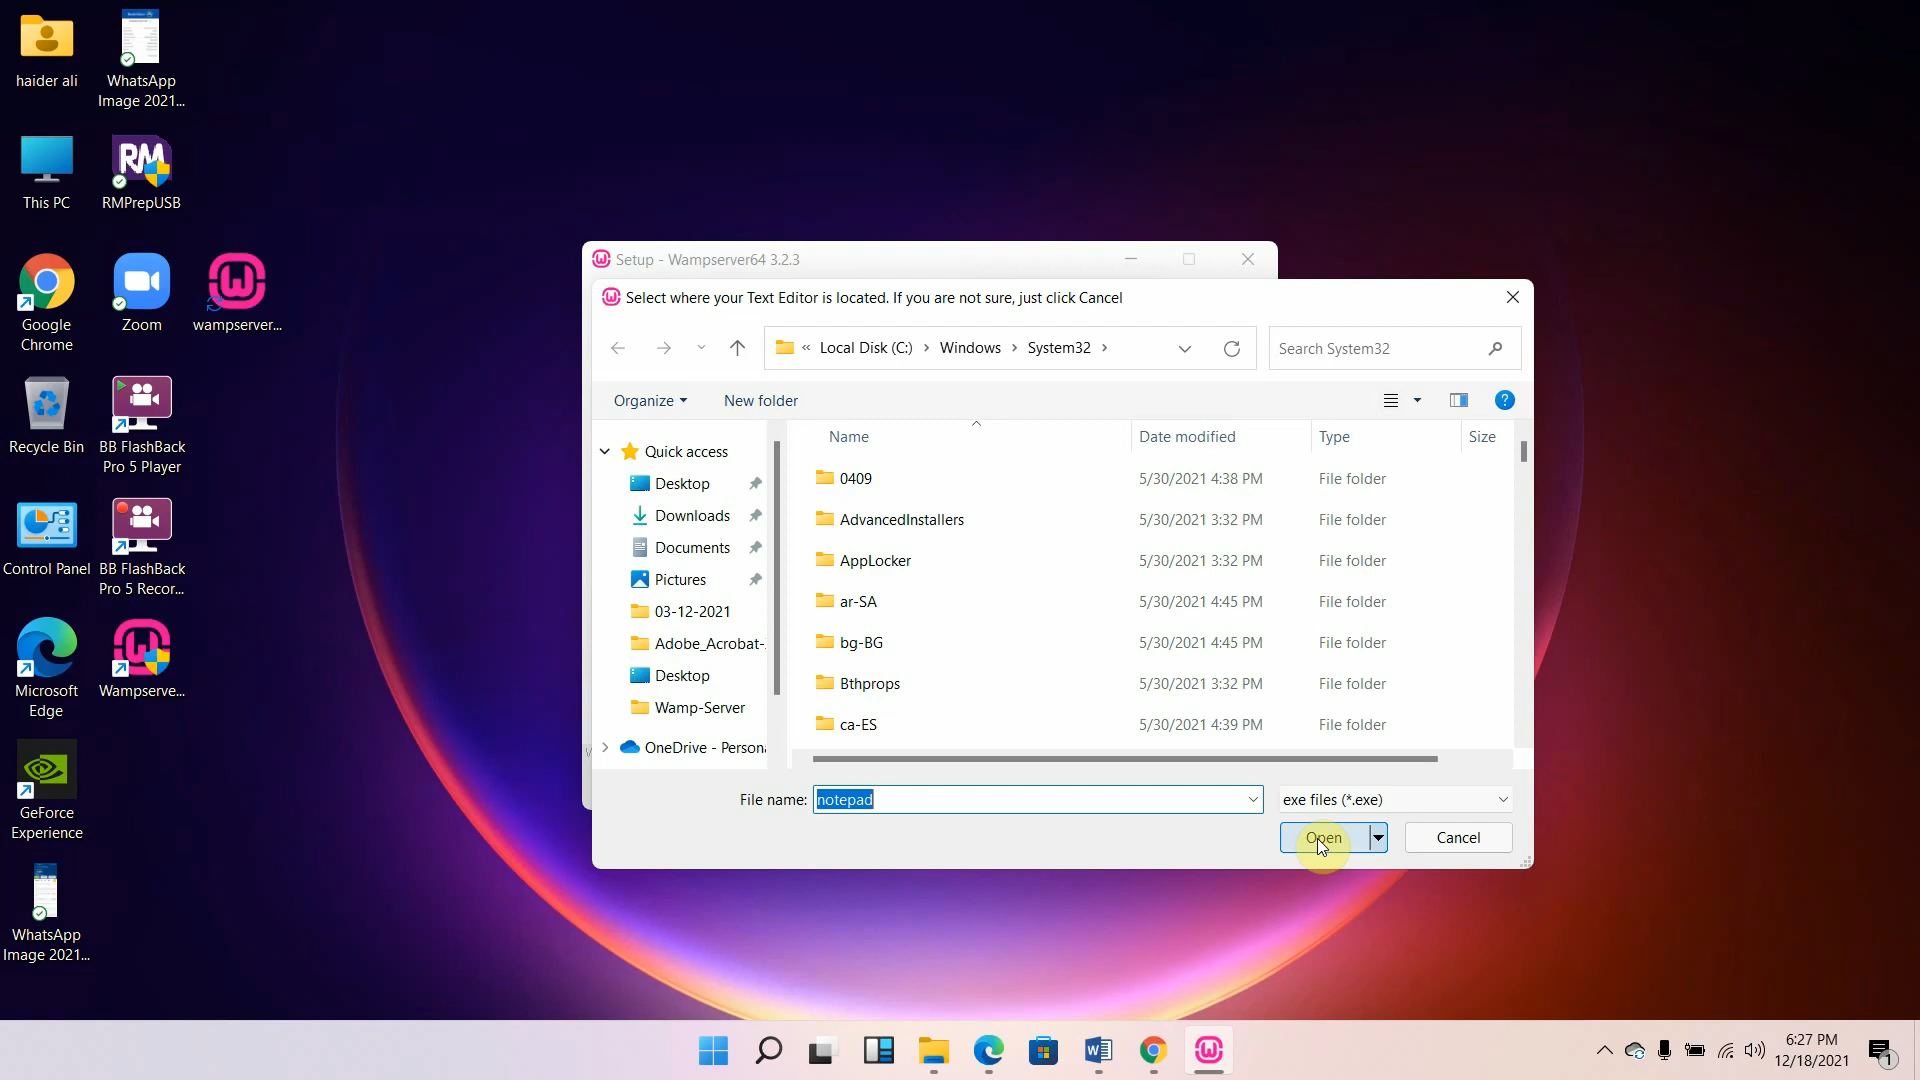 haider ali
WhatsApp
Image 2021...
This PC
RM
RMPrepUSB
Google
Chrome
Zoom
wampserver...
Recycle Bin
BB FlashBack
Pro 5 Player
Control Panel
BB FlashBack
Pro 5 Recor...
Microsoft
Edge
Wampserve...
GeForce
Experience
WhatsApp
Image 2021...
Setup - Wampserver64 3.2.3
Select where your Text Editor is located. If you are not sure, just click Cancel
« Local Disk (C:) › Windows › System32 ›
Search System32
Organize
New folder
Name Date modified Type Size
Quick access
Desktop
Downloads
Documents
Pictures
03-12-2021
Adobe_Acrobat-
Desktop
Wamp-Server
OneDrive - Persona
0409 5/30/2021 4:38 PM File folder
AdvancedInstallers 5/30/2021 3:32 PM File folder
AppLocker 5/30/2021 3:32 PM File folder
ar-SA 5/30/2021 4:45 PM File folder
bg-BG 5/30/2021 4:45 PM File folder
Bthprops 5/30/2021 3:32 PM File folder
ca-ES 5/30/2021 4:39 PM File folder
File name: notepad
exe files (*.exe)
Open
Cancel
6:27 PM
12/18/2021
1